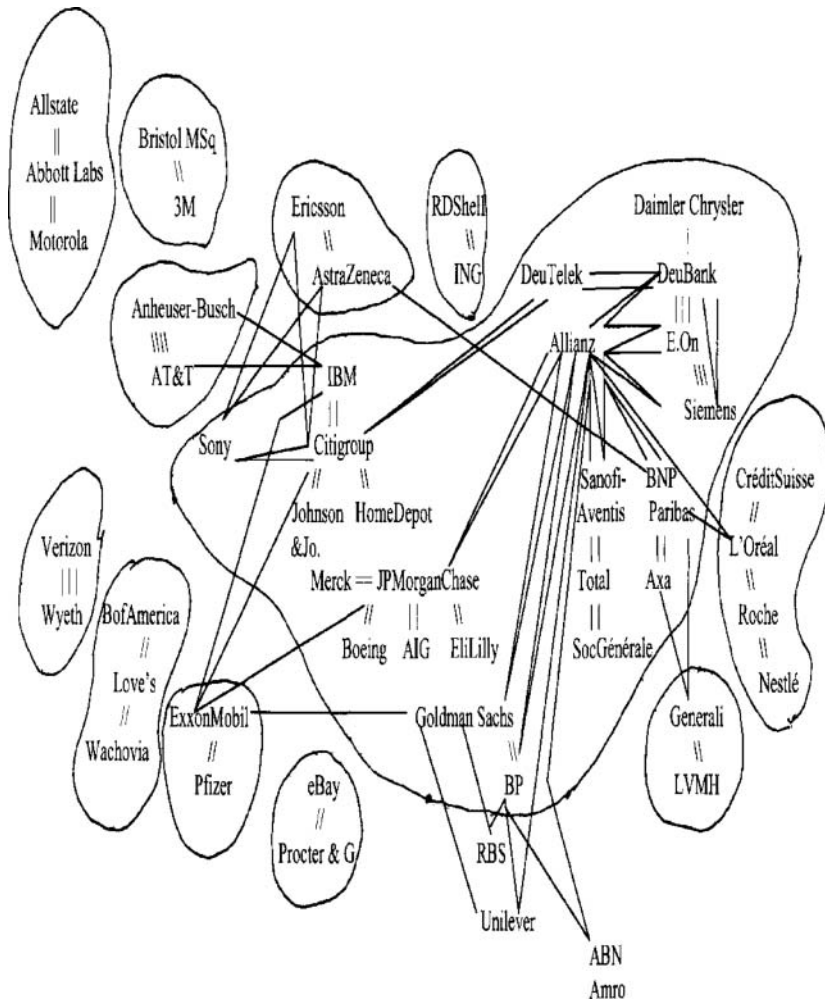 Allstate
Abbott Labs
Motorola
Bristol MSq
3M
Ericsson
AstraZeneca
RDShell
ING
Daimler Chrysler
DeuTelek
DeuBank
Anheuser-Busch
AT&T
IBM
Allianz
E.On
Siemens
Sony
Citigroup
Johnson
&Jo.
HomeDepot
Sanofi-
Aventis
BNP
Paribas
CréditSuisse
L'Oréal
Verizon
Wyeth
Merck
JPMorganChase
Total
Axa
Roche
BofAmerica
Boeing
AIG
EliLilly
SocGénérale
Nestlé
Love's
Wachovia
ExxonMobil
Pfizer
Goldman Sachs
Generali
LVMH
eBay
Procter & G
BP
RBS
Unilever
ABN
Amro